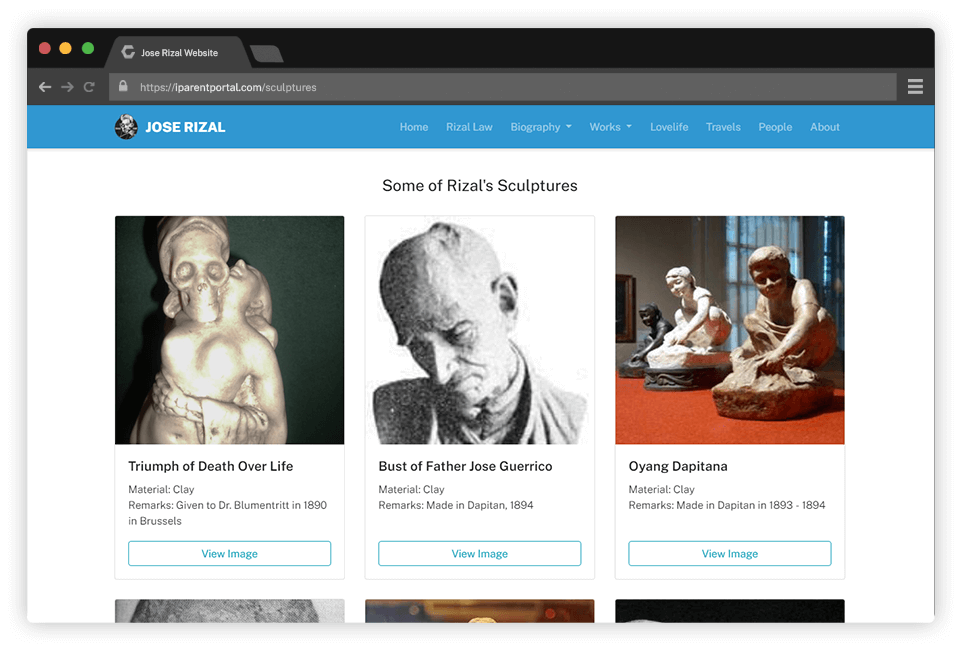 Jose RIzal Website
https://iparentportal.com/sculptures
JOSE RIZAL
Home Rizal Law Biography Works Lovelife Travels People About
Some of Rizal's Sculptures
Triumph of Death Over Life
Material: Clay
Remarks: Given to Dr. Blumentritt in 1890
in Brussels
View Image
Bust of Father Jose Guerrico
Material: Clay
Remarks: Made in Dapitan, 1894
View Image
Oyang Dapitana
Material: Clay
Remarks: Made in Dapitan in 1893 - 1894
View Image